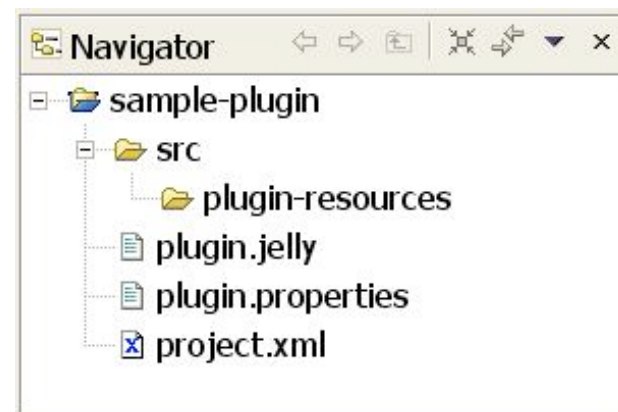 Navigator
sample-plugin
src
plugin-resources
plugin.jelly
plugin.properties
project.xml